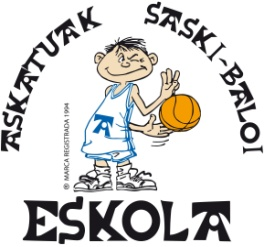 ASKATUAK SASKI-BALOI
A
® MARCA REGISTRADA 1994
ESKOLA